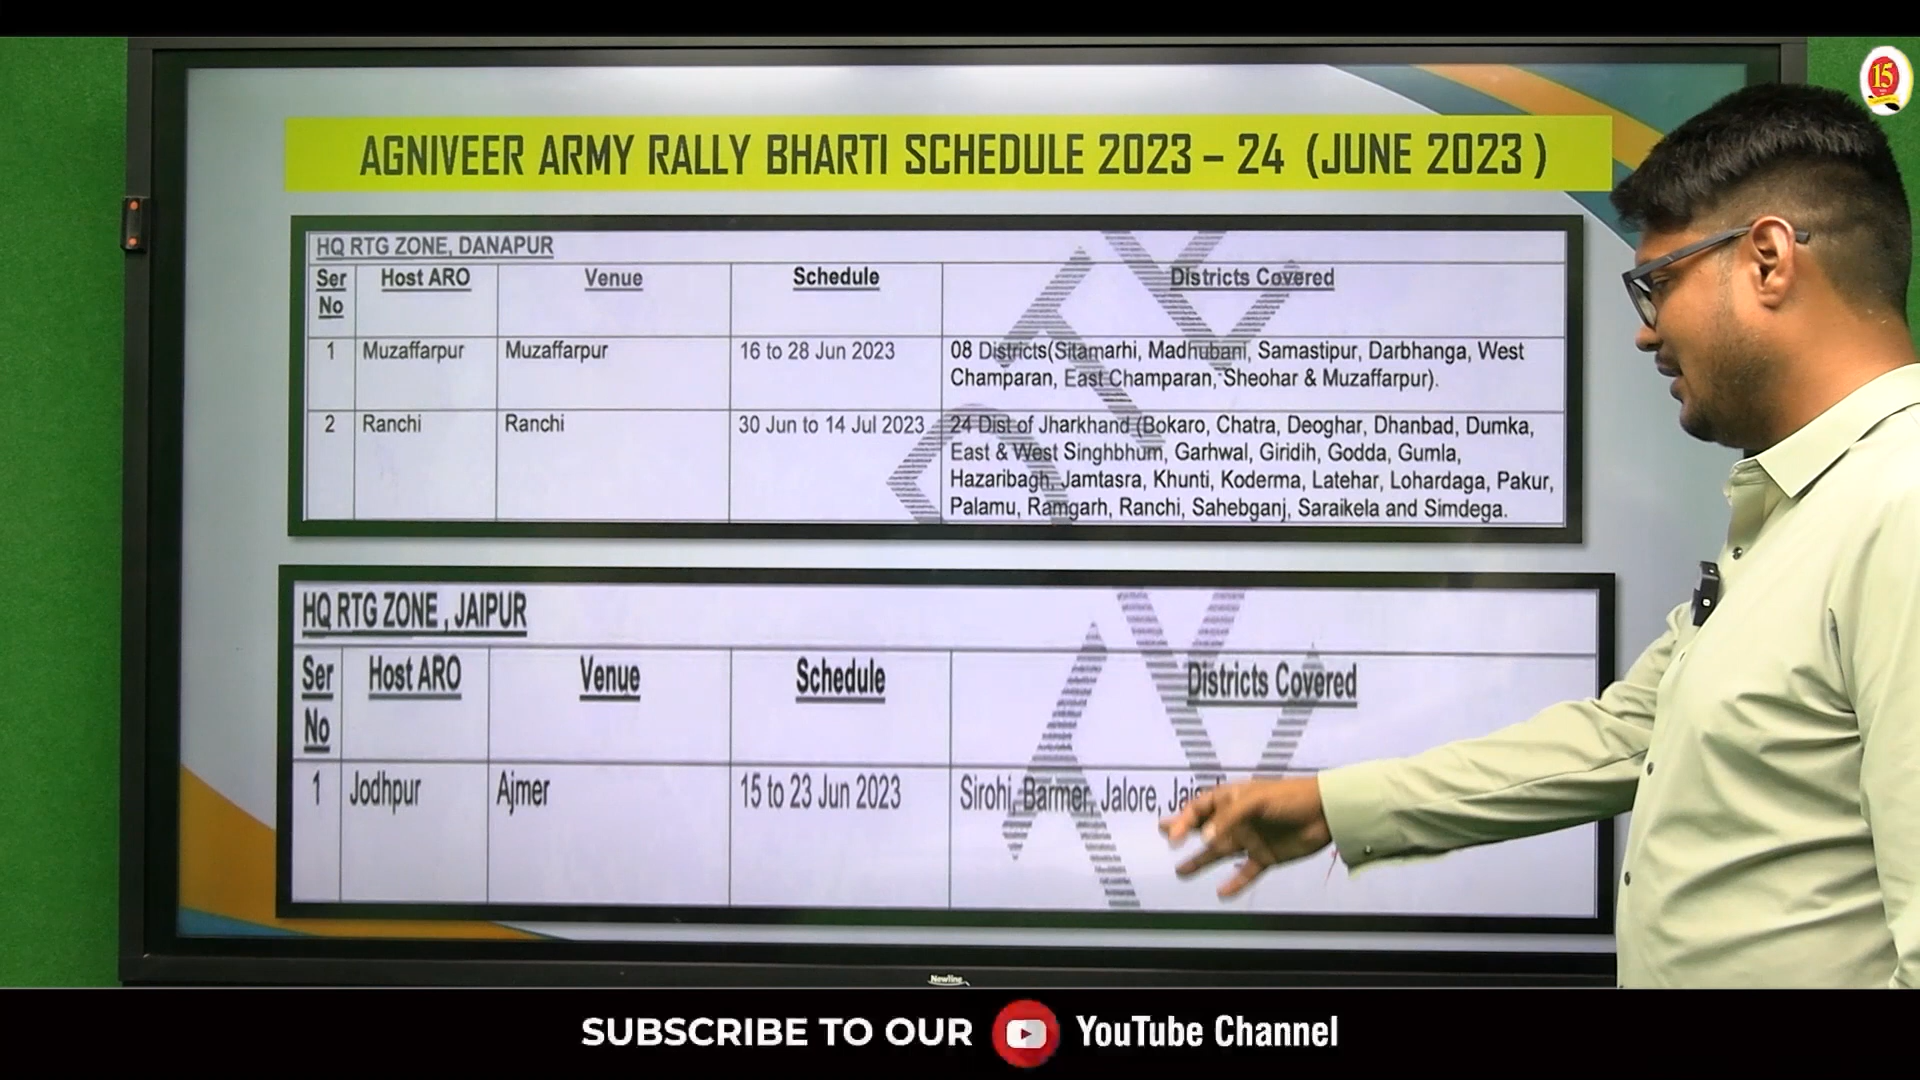 15
AGNIVEER ARMY RALLY BHARTI SCHEDULE 2023 – 24 (JUNE 2023 )
HQ RTG ZONE, DANAPUR
Ser No Host ARO Venue Schedule Districts Covered
1 Muzaffarpur Muzaffarpur 16 to 28 Jun 2023 08 Districts(Sitamarhi, Madhubani, Samastipur, Darbhanga, West
Champaran, East Champaran, Sheohar & Muzaffarpur).
2 Ranchi Ranchi 30 Jun to 14 Jul 2023 24 Dist of Jharkhand (Bokaro, Chatra, Deoghar, Dhanbad, Dumka,
East & West Singhbhum, Garhwal, Giridih, Godda, Gumla,
Hazaribagh, Jamtasra, Khunti, Koderma, Latehar, Lohardaga, Pakur,
Palamu, Ramgarh, Ranchi, Sahebganj, Saraikela and Simdega.
HQ RTG ZONE , JAIPUR
Ser No Host ARO Venue Schedule Districts Covered
1 Jodhpur Ajmer 15 to 23 Jun 2023 Sirohi, Barmer, Jalore,
Newline
SUBSCRIBE TO OUR YouTube Channel